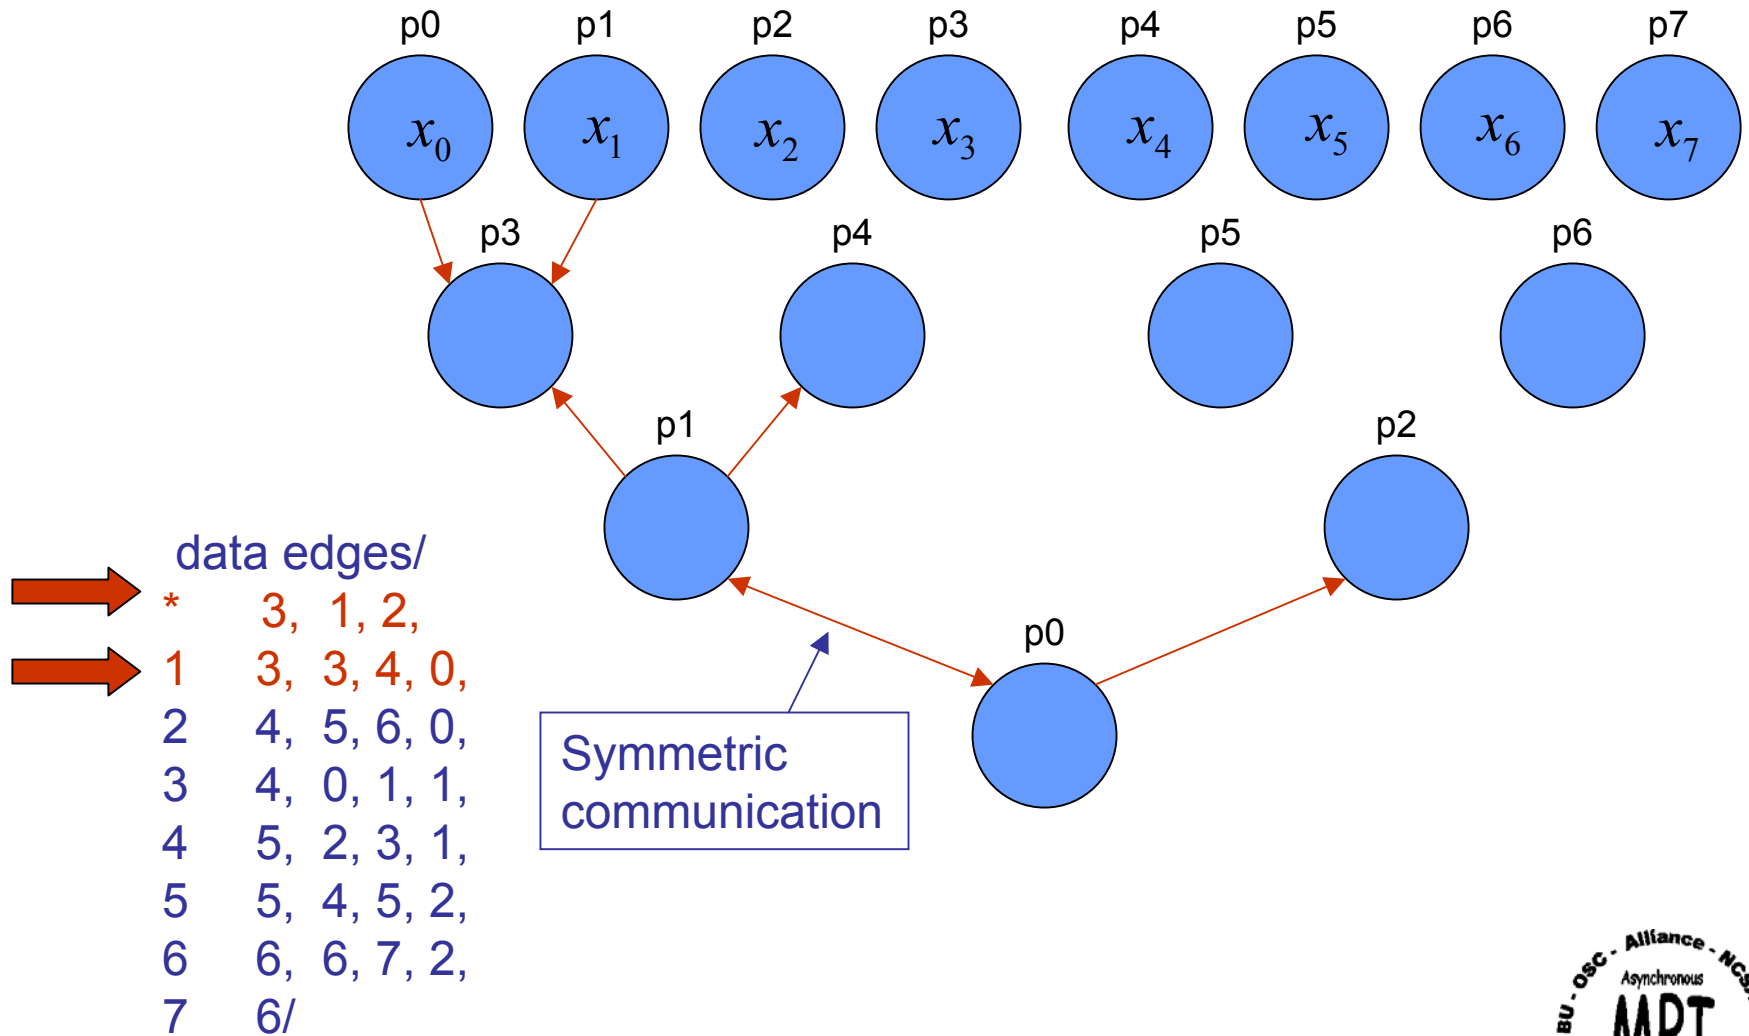 p0 p1 p2 p3 p4 p5 p6 p7
x0 x1 x2 x3 x4 x5 x6 x7
p3 p4 p5 p6
p1 p2
data edges/
* 3, 1, 2,
1 3, 3, 4, 0,
2 4, 5, 6, 0,
3 4, 0, 1, 1,
4 5, 2, 3, 1,
5 5, 4, 5, 2,
6 6, 6, 7, 2,
7 6/
p0
Symmetric
communication
BU - OSC - Alliance - NCSA
Asynchronous